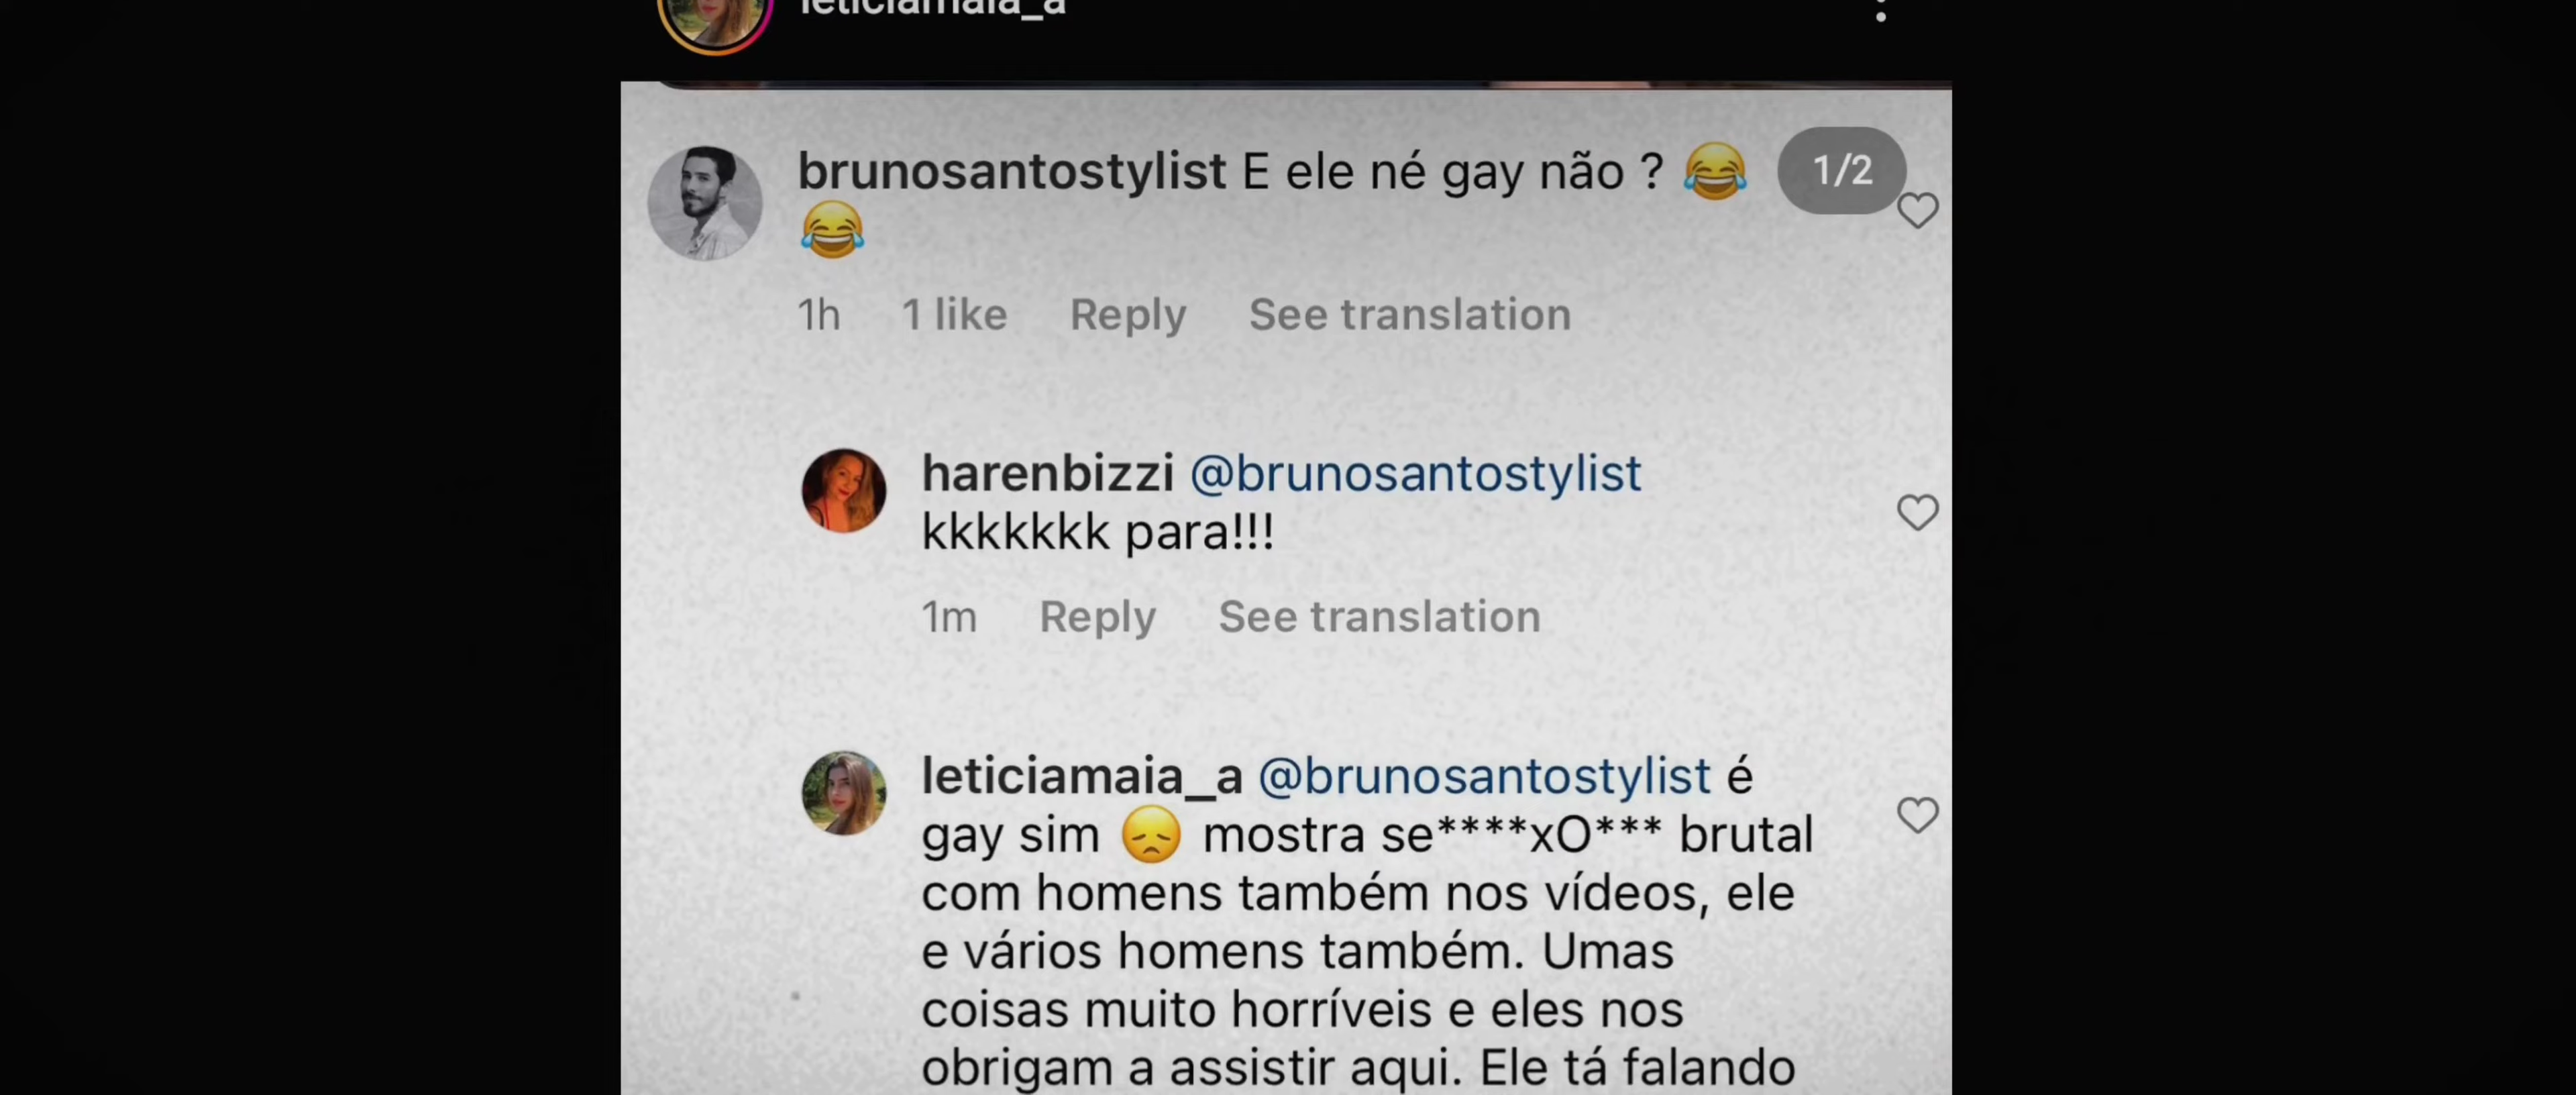 leticiamaia_a
brunosantostylist E ele né gay não ? 😂 1/2
😂
1h 1 like Reply See translation
harenbizzi @brunosantostylist
kkkkkkk para!!!
1m Reply See translation
leticiamaia_a @brunosantostylist é
gay sim 😞 mostra se****xO*** brutal
com homens também nos vídeos, ele
e vários homens também. Umas
coisas muito horríveis e eles nos
obrigam a assistir aqui. Ele tá falando